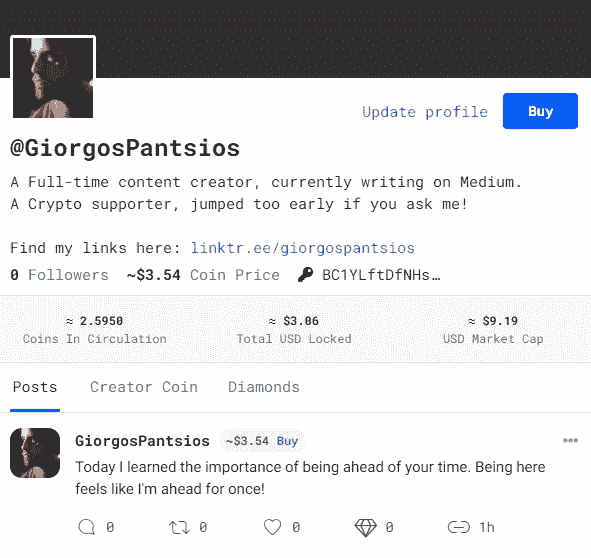 Update profile
Buy
@GiorgosPantsios
A Full-time content creator, currently writing on Medium.
A Crypto supporter, jumped too early if you ask me!
Find my links here: linktr.ee/giorgospantsios
0 Followers ~$3.54 Coin Price BC1YLftDfNHs…
≈ 2.5950 ≈ $3.06 ≈ $9.19
Coins In Circulation Total USD Locked USD Market Cap
Posts Creator Coin Diamonds
GiorgosPantsios ~$3.54 Buy
Today I learned the importance of being ahead of your time. Being here
feels like I'm ahead for once!
0 0 0 0 1h